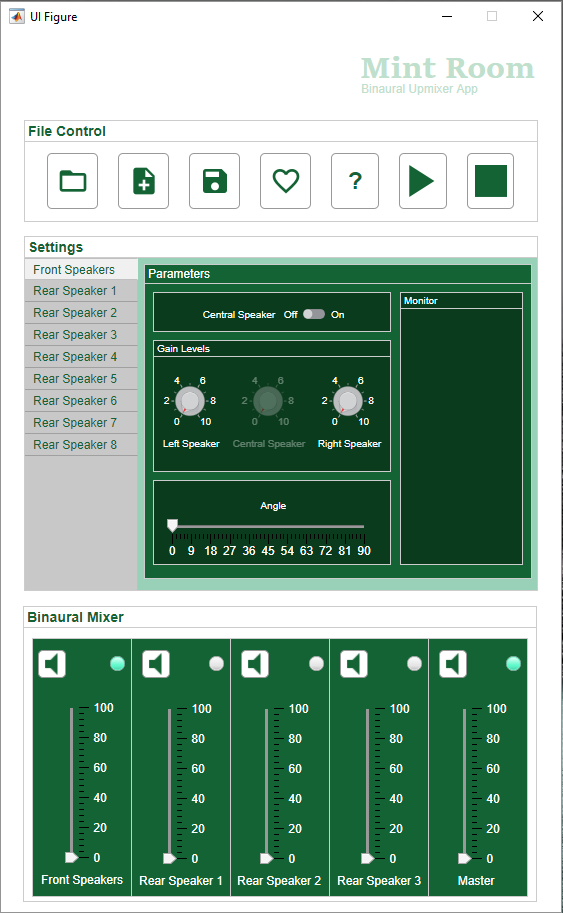 UI Figure
Mint Room
Binaural Upmixer App
File Control
?
Settings
Front Speakers
Rear Speaker 1
Rear Speaker 2
Rear Speaker 3
Rear Speaker 4
Rear Speaker 5
Rear Speaker 6
Rear Speaker 7
Rear Speaker 8
Parameters
Central Speaker Off On
Gain Levels
4 6 4 6 4 6
2 8 2 8 2 8
0 10 0 10 0 10
Left Speaker Central Speaker Right Speaker
Angle
0 9 18 27 36 45 54 63 72 81 90
Monitor
Binaural Mixer
100 100 100 100 100
80 80 80 80 80
60 60 60 60 60
40 40 40 40 40
20 20 20 20 20
0 0 0 0 0
Front Speakers Rear Speaker 1 Rear Speaker 2 Rear Speaker 3 Master